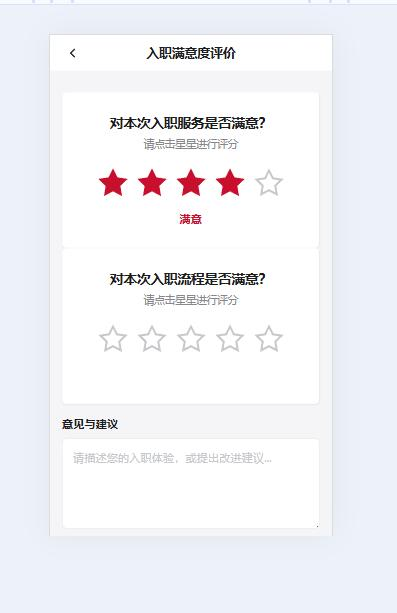 入职满意度评价
对本次入职服务是否满意？
请点击星星进行评分
满意
对本次入职流程是否满意？
请点击星星进行评分
意见与建议
请描述您的入职体验，或提出改进建议...